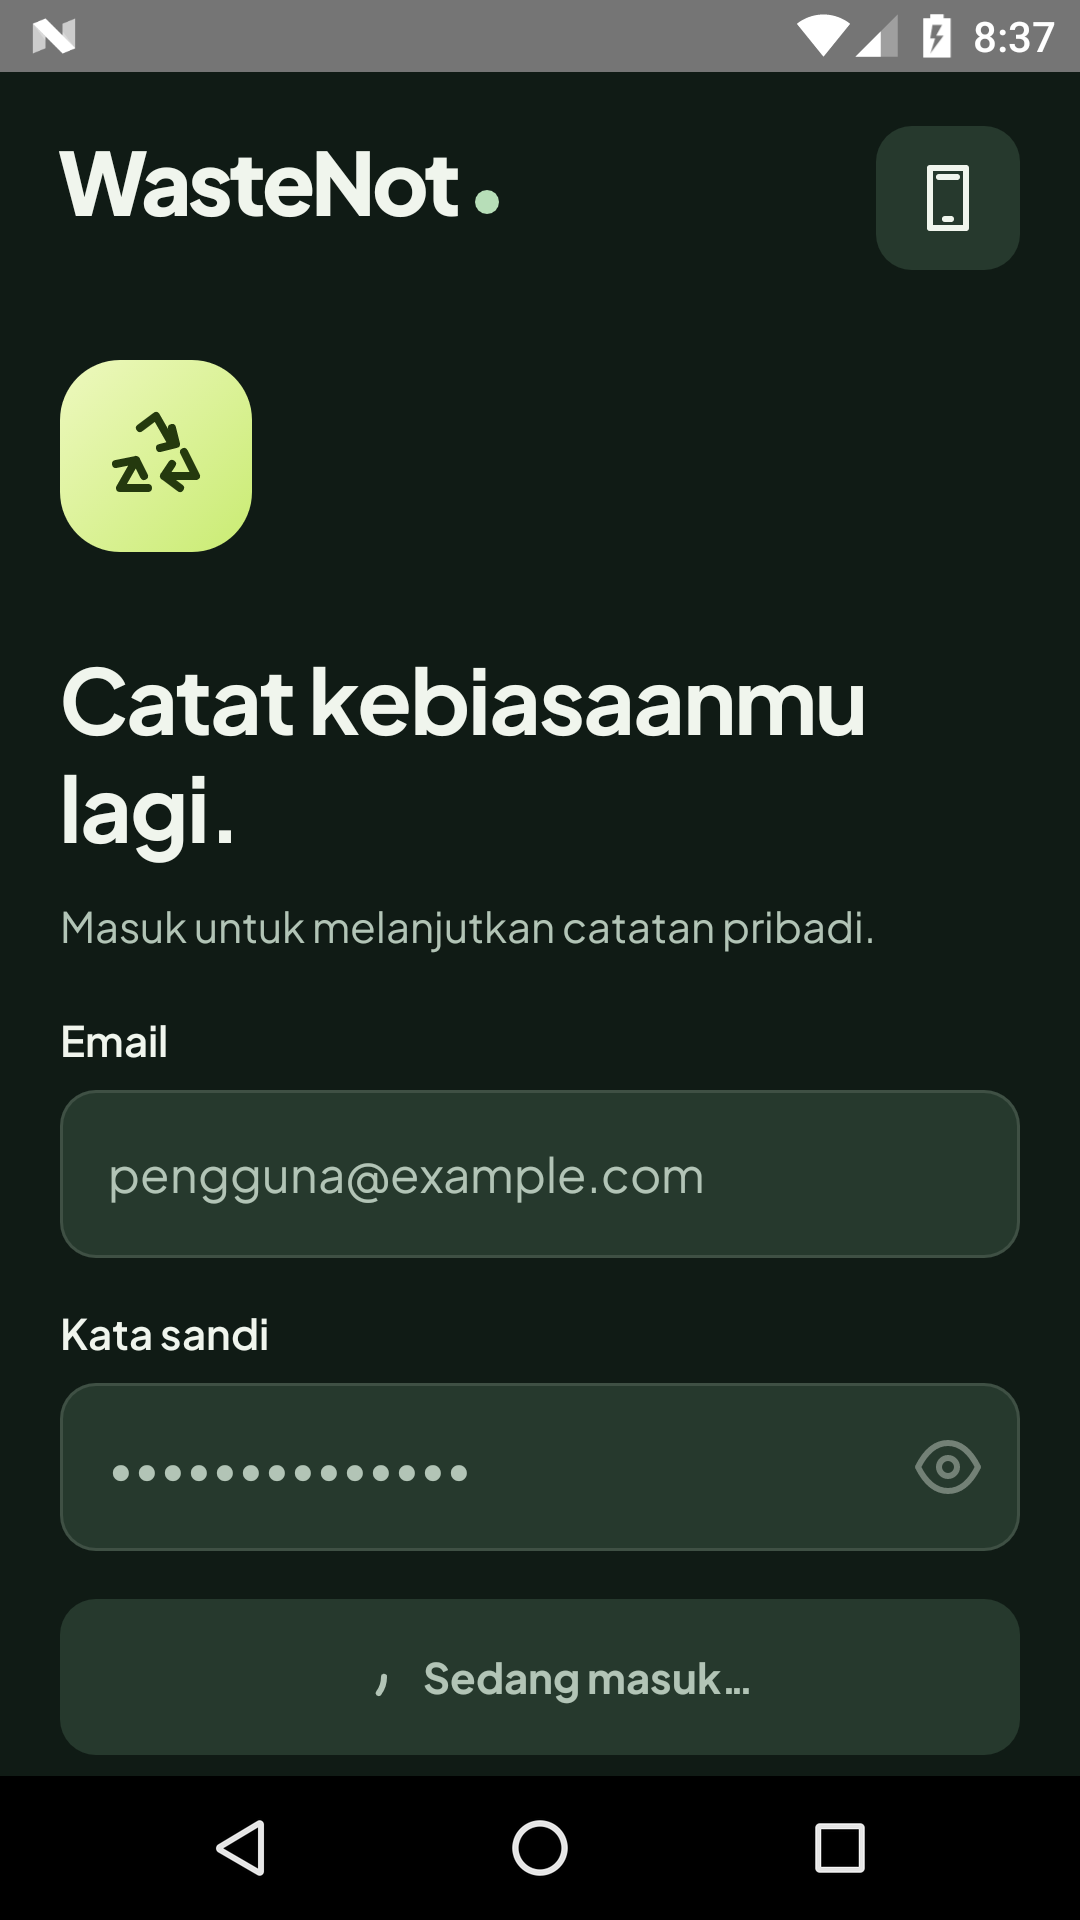 8:37
WasteNot
Catat kebiasaanmu
lagi.
Masuk untuk melanjutkan catatan pribadi.
Email
pengguna@example.com
Kata sandi
••••••••••••••
Sedang masuk…